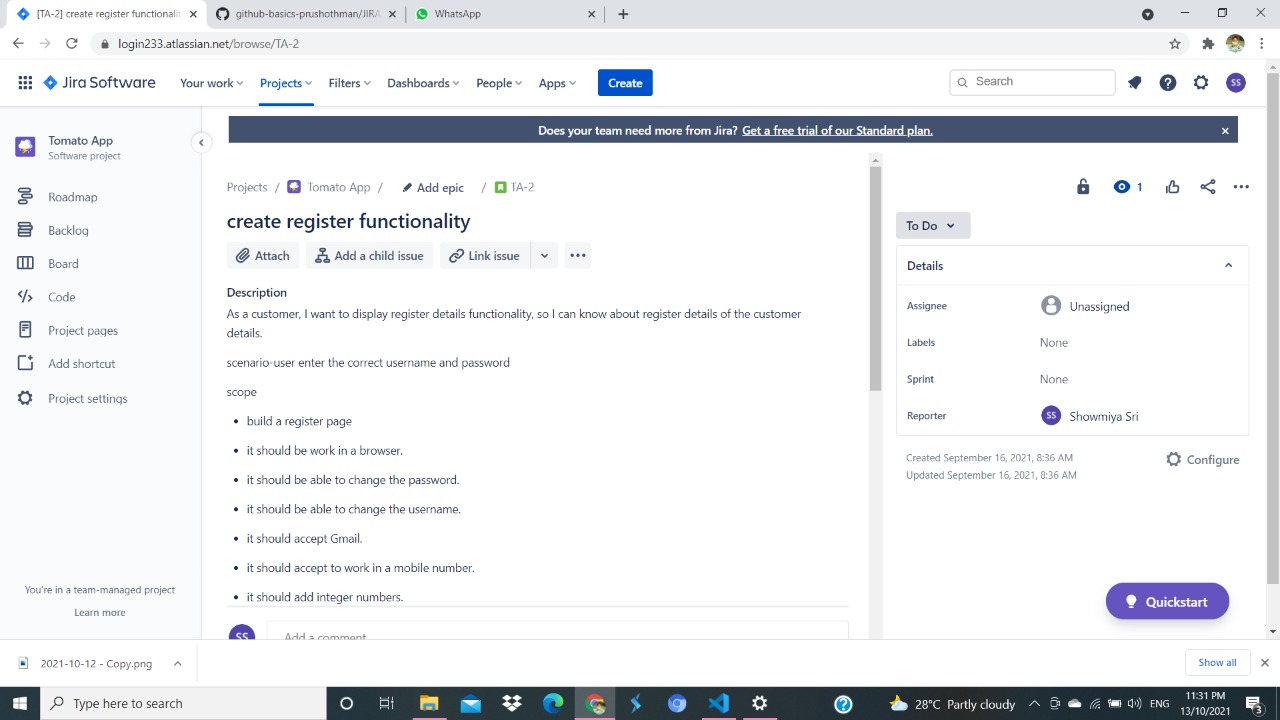 [TA-2] create register functionalit
github-basics-prushothman/JIRA
WhatsApp
login233.atlassian.net/browse/TA-2
Jira Software
Your work
Projects
Filters
Dashboards
People
Apps
Create
Search
SS
Tomato App
Software project
Does your team need more from Jira? Get a free trial of our Standard plan.
Roadmap
Backlog
Board
Code
Project pages
Add shortcut
Project settings
You're in a team-managed project
Learn more
Projects / Tomato App / Add epic / TA-2
1
create register functionality
Attach
Add a child issue
Link issue
Description
As a customer, I want to display register details functionality, so I can know about register details of the customer
details.
scenario-user enter the correct username and password
scope
• build a register page
• it should be work in a browser.
• it should be able to change the password.
• it should be able to change the username.
• it should accept Gmail.
• it should accept to work in a mobile number.
• it should add integer numbers.
SS
Add a comment
To Do
Details
Assignee
Unassigned
Labels
None
Sprint
None
Reporter
SS
Showmiya Sri
Created September 16, 2021, 8:36 AM
Updated September 16, 2021, 8:36 AM
Configure
Quickstart
2021-10-12 - Copy.png
Show all
Type here to search
28°C Partly cloudy
ENG
11:31 PM
13/10/2021
3